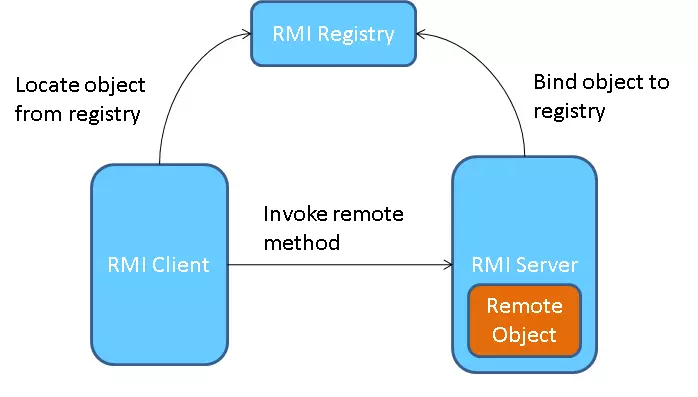 RMI Registry
Locate object
from registry
Bind object to
registry
Invoke remote
method
RMI Client
RMI Server
Remote
Object